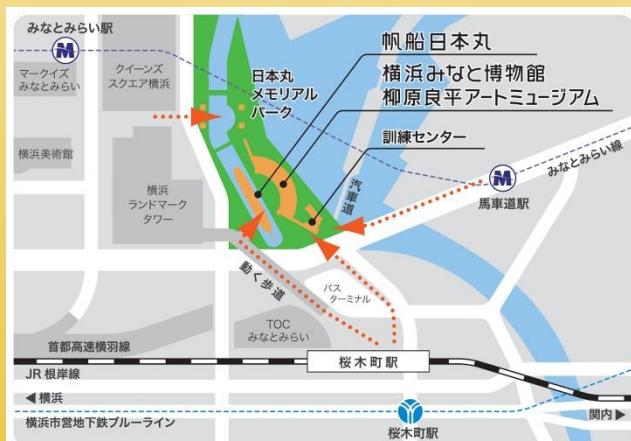 みなとみらい駅
M
マークイズ
みなとみらい
クイーンズ
スクエア横浜
日本丸
メモリアル
パーク
帆船日本丸
横浜みなと博物館
柳原良平アートミュージアム
訓練センター
横浜美術館
横浜
ランドマーク
タワー
汽車道
M
馬車道駅
みなとみらい線
動く歩道
バス
ターミナル
TOC
みなとみらい
首都高速横羽線
桜木町駅
JR根岸線
横浜
横浜市営地下鉄ブルーライン
桜木町駅
関内